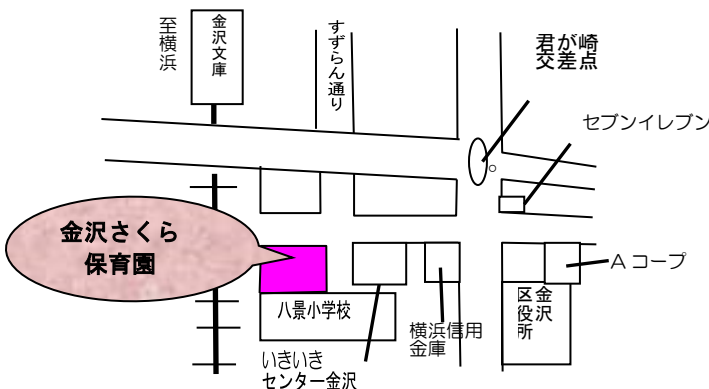 至横浜
金沢文庫
すずらん通り
君が崎
交差点
セブンイレブン
金沢さくら
保育園
Aコープ
八景小学校
横浜信用
金庫
金沢
区役所
いきいき
センター金沢